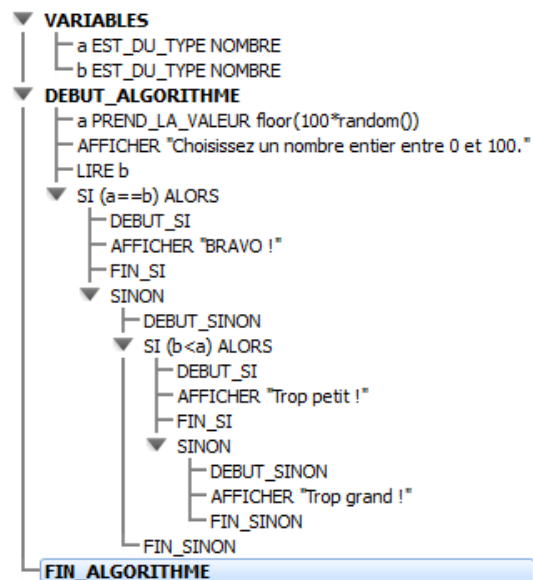 VARIABLES
a EST_DU_TYPE NOMBRE
b EST_DU_TYPE NOMBRE
DEBUT_ALGORITHME
a PREND_LA_VALEUR floor(100*random())
AFFICHER "Choisissez un nombre entier entre 0 et 100."
LIRE b
SI (a==b) ALORS
DEBUT_SI
AFFICHER "BRAVO !"
FIN_SI
SINON
DEBUT_SINON
SI (b<a) ALORS
DEBUT_SI
AFFICHER "Trop petit !"
FIN_SI
SINON
DEBUT_SINON
AFFICHER "Trop grand !"
FIN_SINON
FIN_SINON
FIN_ALGORITHME